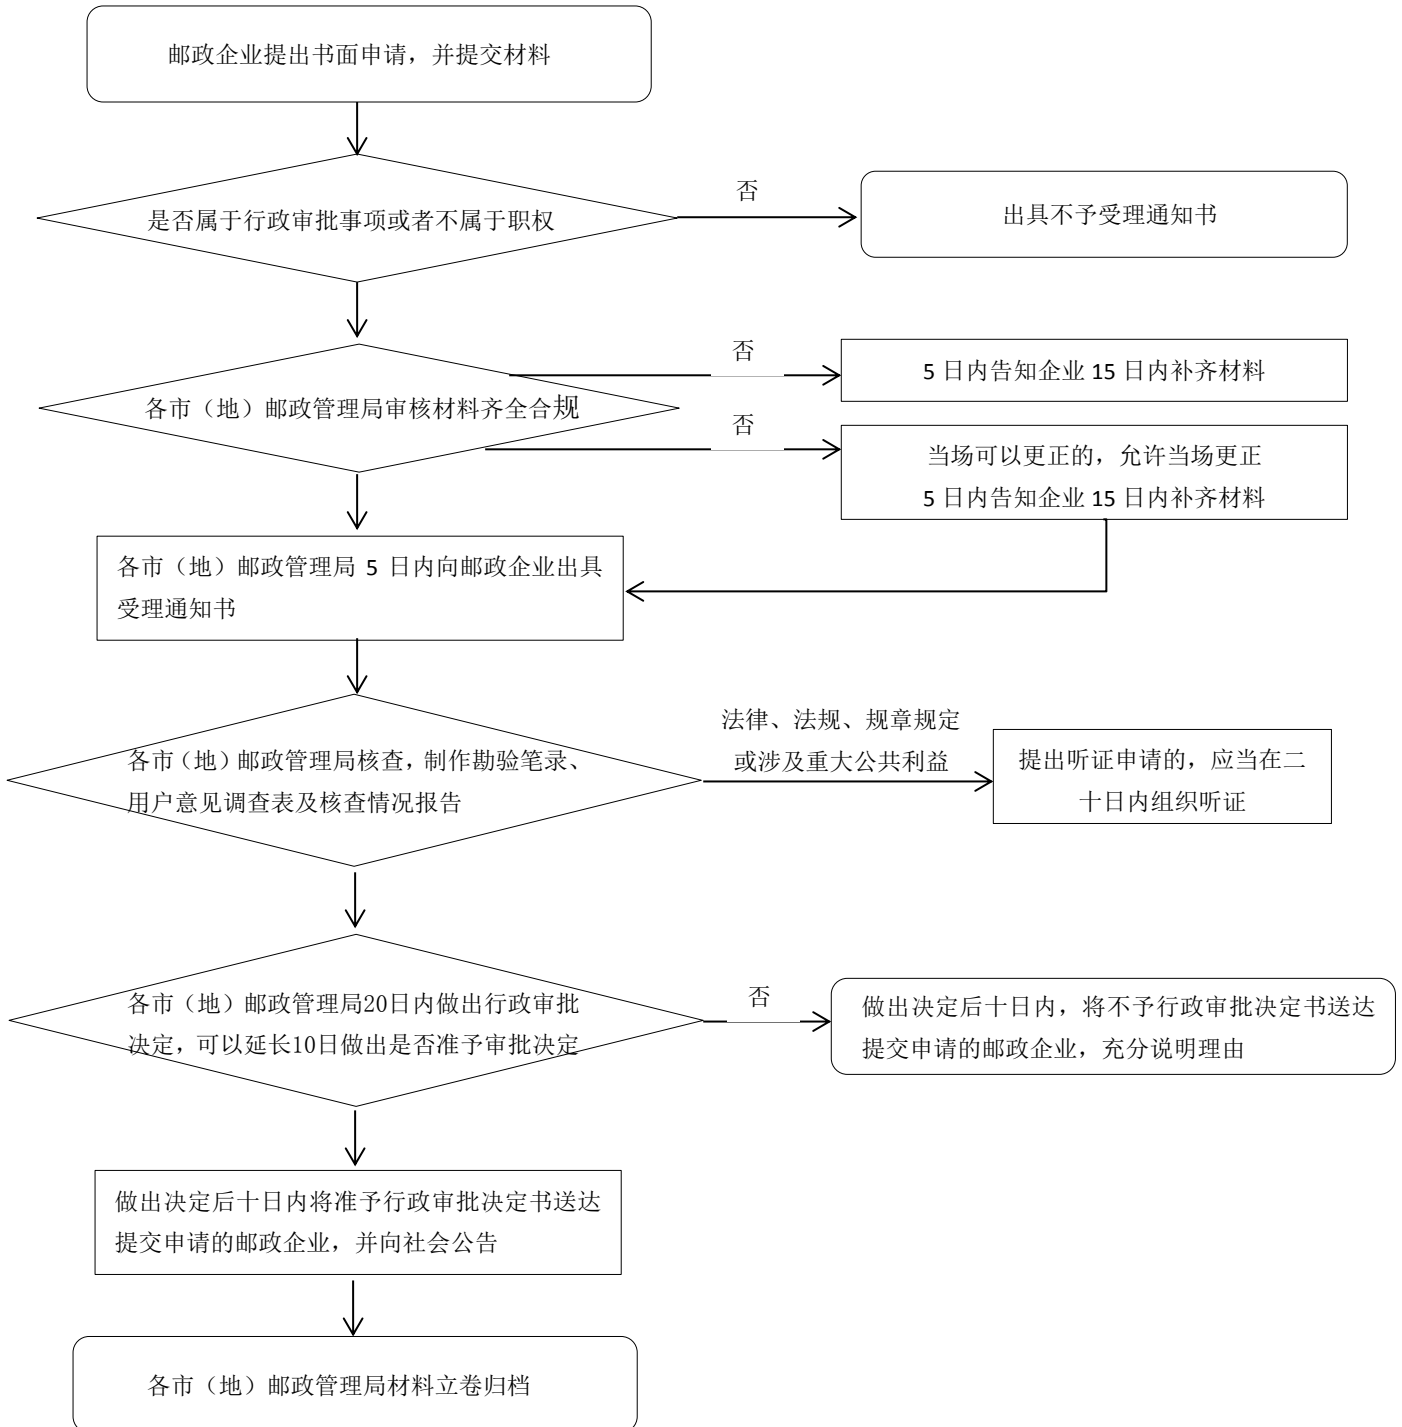 邮政企业提出书面申请，并提交材料
否
是否属于行政审批事项或者不属于职权
出具不予受理通知书
否
5 日内告知企业 15 日内补齐材料
各市（地）邮政管理局审核材料齐全合规
否
当场可以更正的，允许当场更正
5 日内告知企业 15 日内补齐材料
各市（地）邮政管理局 5 日内向邮政企业出具
受理通知书
法律、法规、规章规定
或涉及重大公共利益
各市（地）邮政管理局核查，制作勘验笔录、
用户意见调查表及核查情况报告
提出听证申请的，应当在二
十日内组织听证
各市（地）邮政管理局20日内做出行政审批
决定，可以延长10日做出是否准予审批决定
否
做出决定后十日内，将不予行政审批决定书送达
提交申请的邮政企业，充分说明理由
做出决定后十日内将准予行政审批决定书送达
提交申请的邮政企业，并向社会公告
各市（地）邮政管理局材料立卷归档